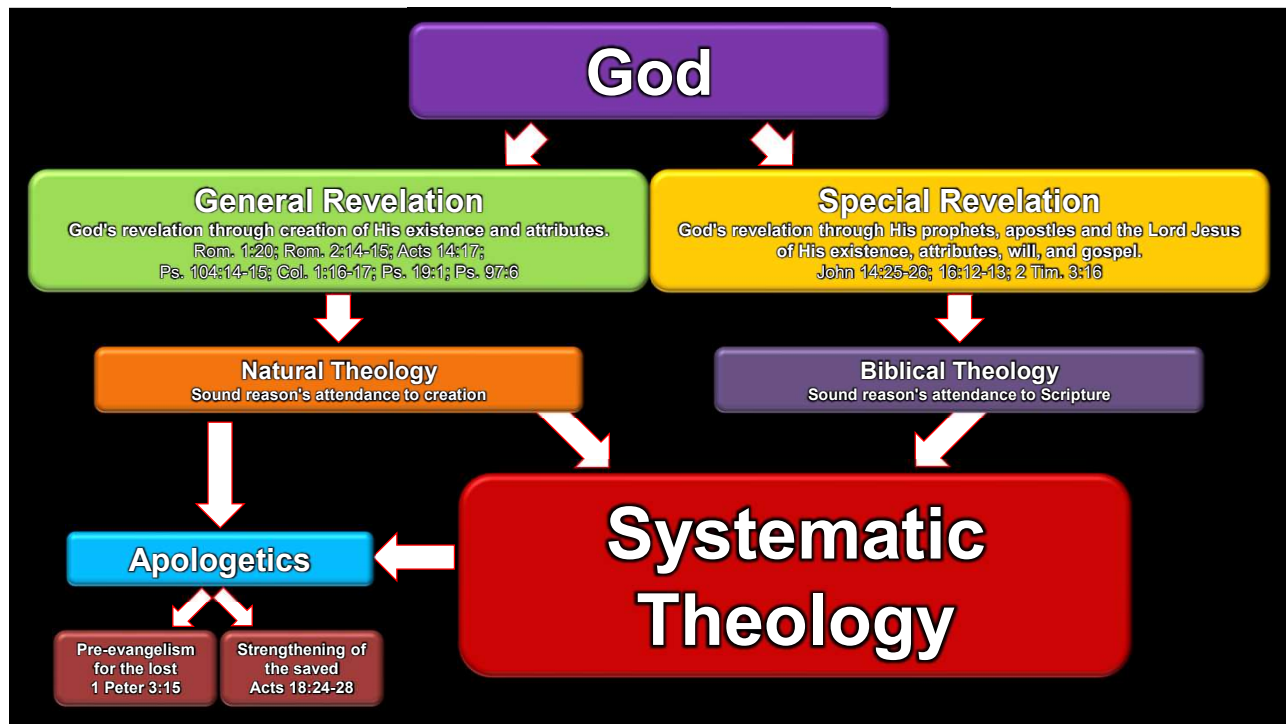 God
General Revelation
God's revelation through creation of His existence and attributes.
Rom. 1:20; Rom. 2:14-15; Acts 14:17;
Ps. 104:14-15; Col. 1:16-17; Ps. 19:1; Ps. 97:6
Special Revelation
God's revelation through His prophets, apostles and the Lord Jesus
of His existence, attributes, will, and gospel.
John 14:25-26; 16:12-13; 2 Tim. 3:16
Natural Theology
Sound reason's attendance to creation
Biblical Theology
Sound reason's attendance to Scripture
Systematic
Theology
Apologetics
Pre-evangelism
for the lost
1 Peter 3:15
Strengthening of
the saved
Acts 18:24-28